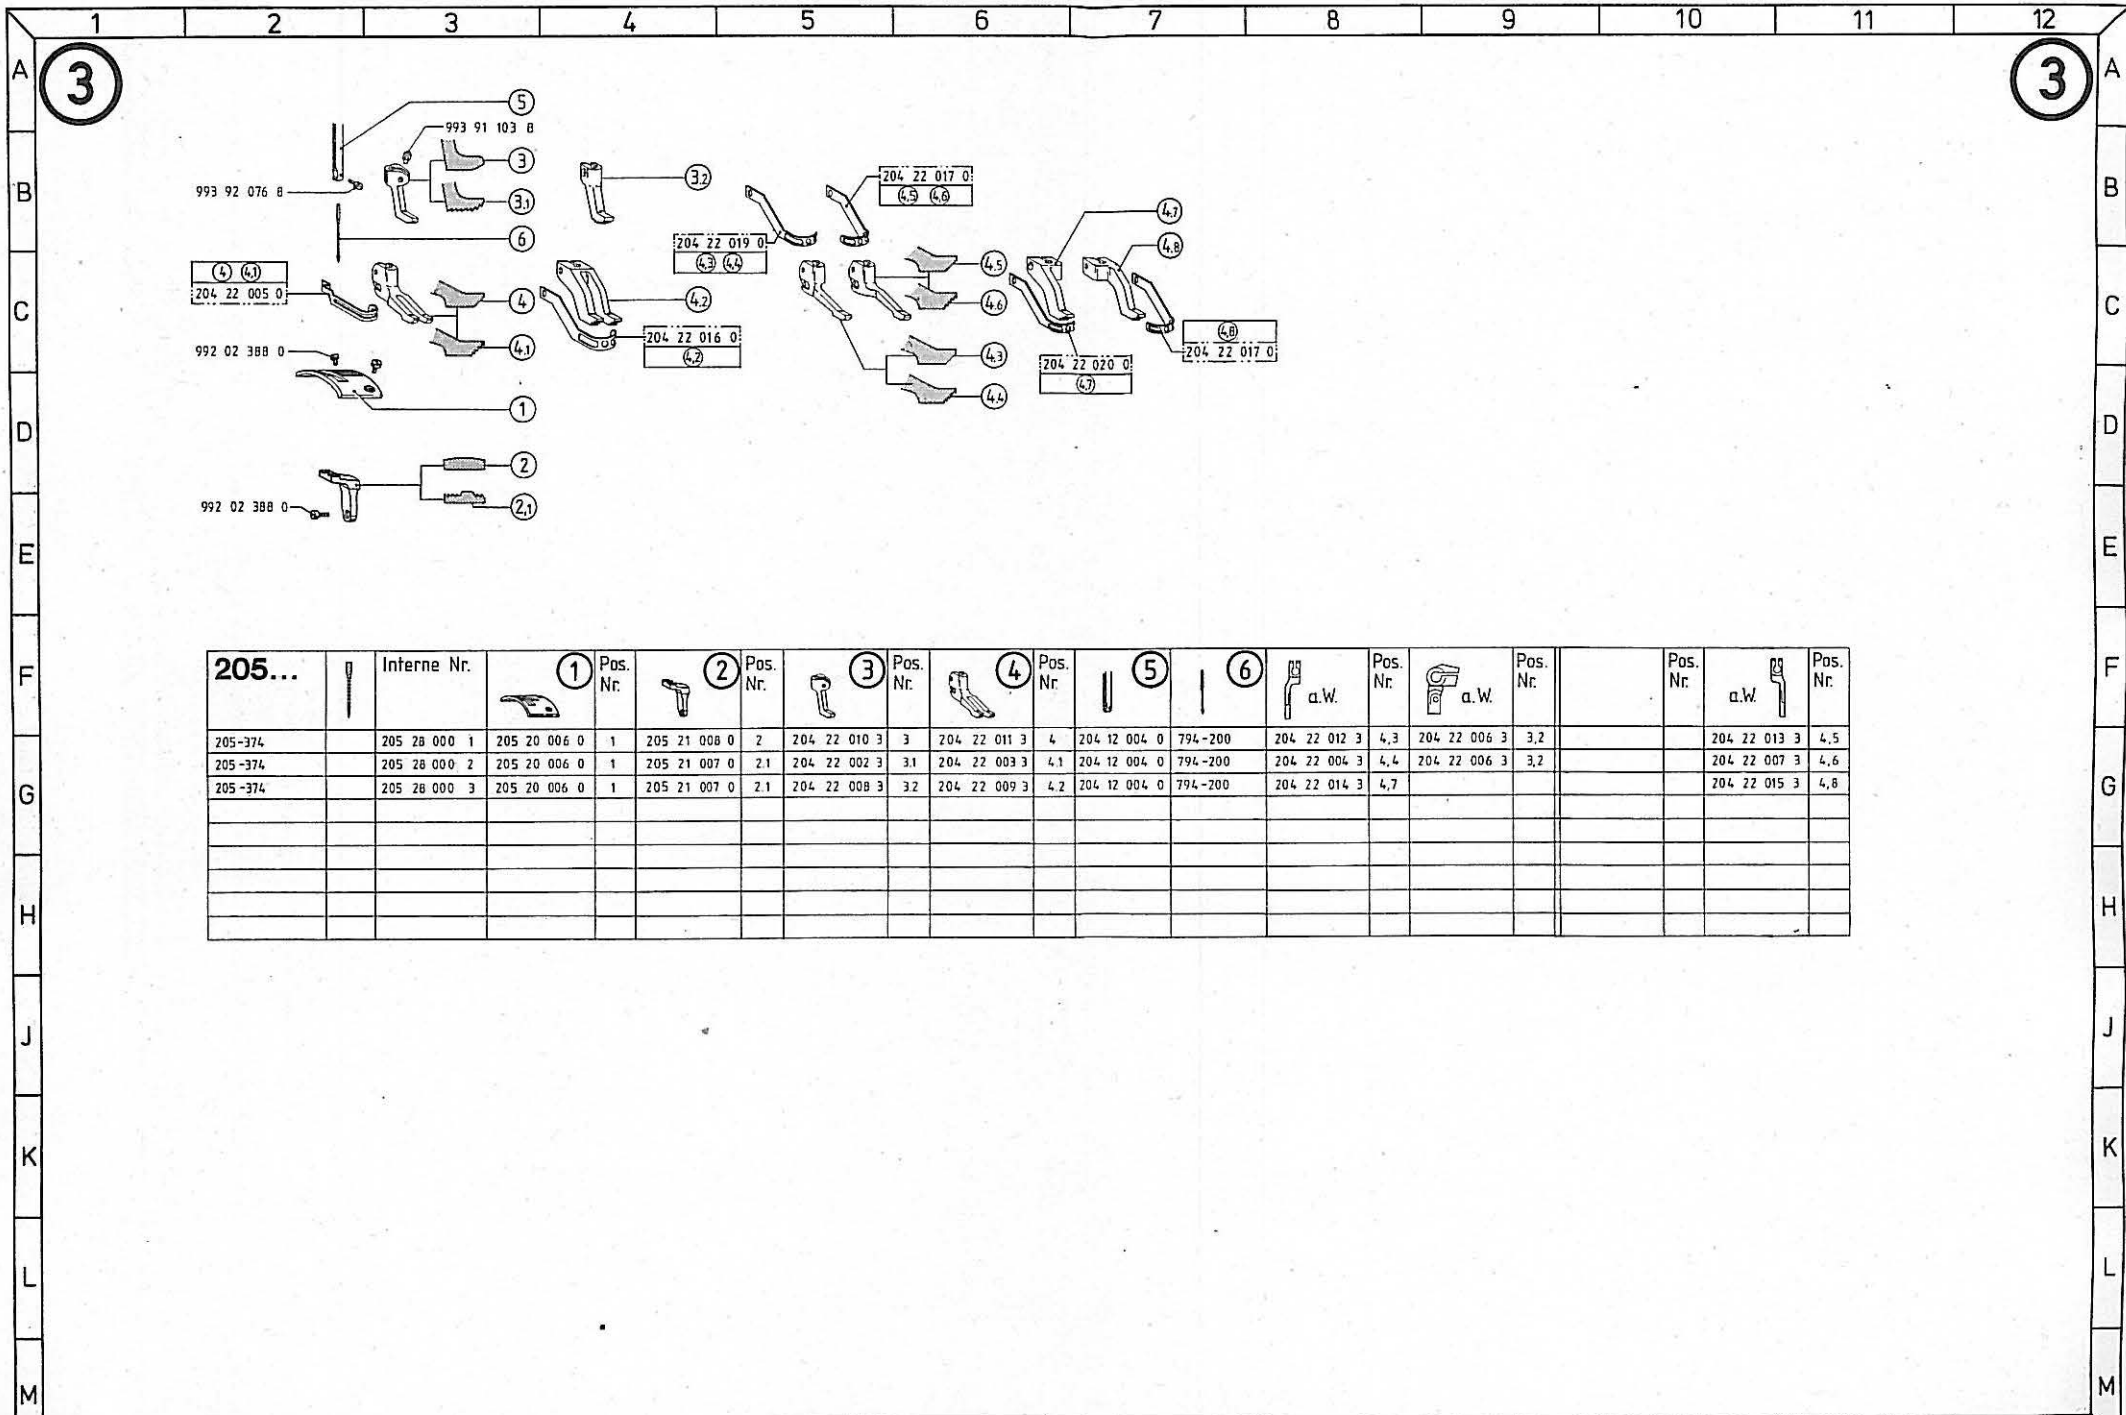 1 2 3 4 5 6 7 8 9 10 11 12
A A
3 3
5
993 91 103 8
3
993 92 076 8
3.1
3.2
6
204 22 017 0
4.5 4.6
204 22 019 0
4.3 4.4
4.7
4.8
B B
4 4.1
204 22 005 0
4
4.1
4.2
204 22 016 0
4.2
4.5
4.6
4.3
4.4
204 22 020 0
4.7
4.8
204 22 017 0
C C
992 02 388 0
1
D D
2
2.1
992 02 388 0
E E
F F
205... Interne Nr. 1 Pos. Nr. 2 Pos. Nr. 3 Pos. Nr. 4 Pos. Nr. 5 6 a.W. Pos. Nr. a.W. Pos. Nr. Pos. Nr. a.W. Pos. Nr.
205-374 205 28 000 1 205 20 006 0 1 205 21 008 0 2 204 22 010 3 3 204 22 011 3 4 204 12 004 0 794-200 204 22 012 3 4,3 204 22 006 3 3,2 204 22 013 3 4,5
205-374 205 28 000 2 205 20 006 0 1 205 21 007 0 2.1 204 22 002 3 3.1 204 22 003 3 4.1 204 12 004 0 794-200 204 22 004 3 4,4 204 22 006 3 3,2 204 22 007 3 4,6
205-374 205 28 000 3 205 20 006 0 1 205 21 007 0 2.1 204 22 008 3 3.2 204 22 009 3 4.2 204 12 004 0 794-200 204 22 014 3 4,7 204 22 015 3 4,8
G G
H H
J J
K K
L L
M M